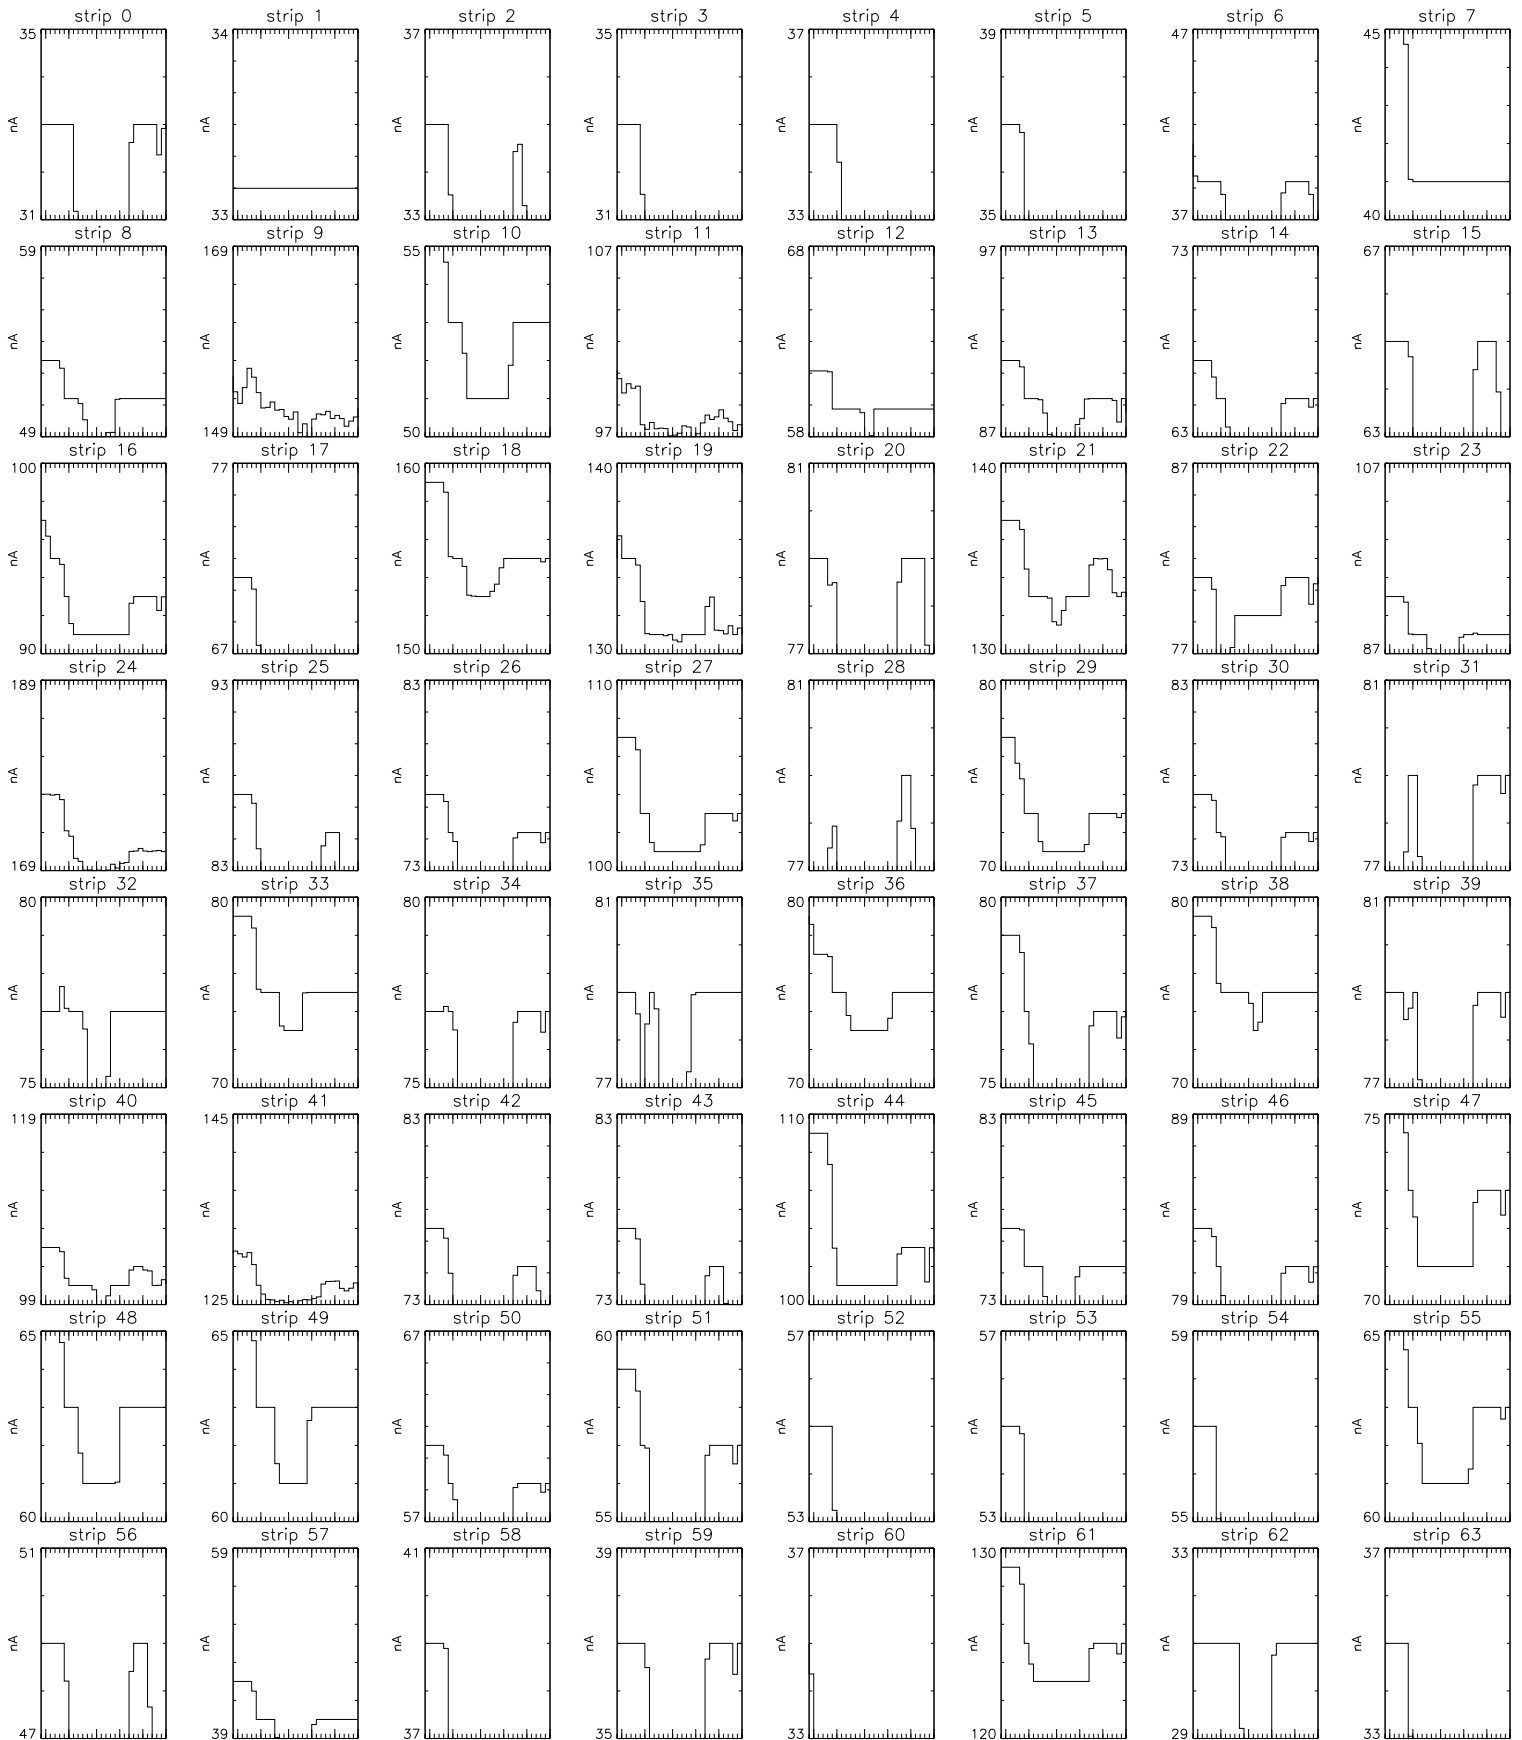 strip 0 strip 1 strip 2 strip 3 strip 4 strip 5 strip 6 strip 7
35 34 37 35 37 39 47 45
nA nA nA nA nA nA nA nA
31 33 33 31 33 35 37 40
strip 8 strip 9 strip 10 strip 11 strip 12 strip 13 strip 14 strip 15
59 169 55 107 68 97 73 67
nA nA nA nA nA nA nA nA
49 149 50 97 58 87 63 63
strip 16 strip 17 strip 18 strip 19 strip 20 strip 21 strip 22 strip 23
100 77 160 140 81 140 87 107
nA nA nA nA nA nA nA nA
90 67 150 130 77 130 77 87
strip 24 strip 25 strip 26 strip 27 strip 28 strip 29 strip 30 strip 31
189 93 83 110 81 80 83 81
nA nA nA nA nA nA nA nA
169 83 73 100 77 70 73 77
strip 32 strip 33 strip 34 strip 35 strip 36 strip 37 strip 38 strip 39
80 80 80 81 80 80 80 81
nA nA nA nA nA nA nA nA
75 70 75 77 70 75 70 77
strip 40 strip 41 strip 42 strip 43 strip 44 strip 45 strip 46 strip 47
119 145 83 83 110 83 89 75
nA nA nA nA nA nA nA nA
99 125 73 73 100 73 79 70
strip 48 strip 49 strip 50 strip 51 strip 52 strip 53 strip 54 strip 55
65 65 67 60 57 57 59 65
nA nA nA nA nA nA nA nA
60 60 57 55 53 53 55 60
strip 56 strip 57 strip 58 strip 59 strip 60 strip 61 strip 62 strip 63
51 59 41 39 37 130 33 37
nA nA nA nA nA nA nA nA
47 39 37 35 33 120 29 33